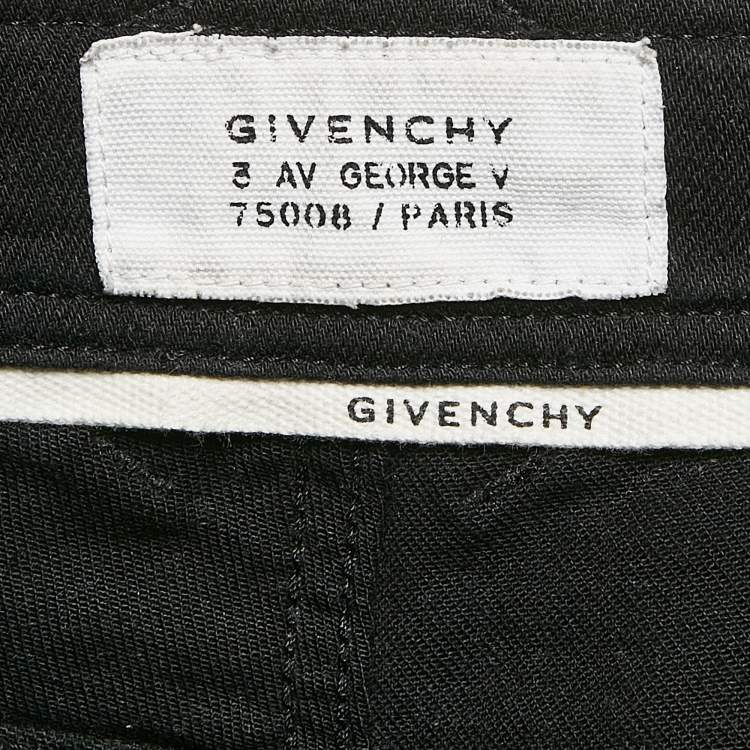 GIVENCHY
3 AV GEORGE V
75008 / PARIS
GIVENCHY